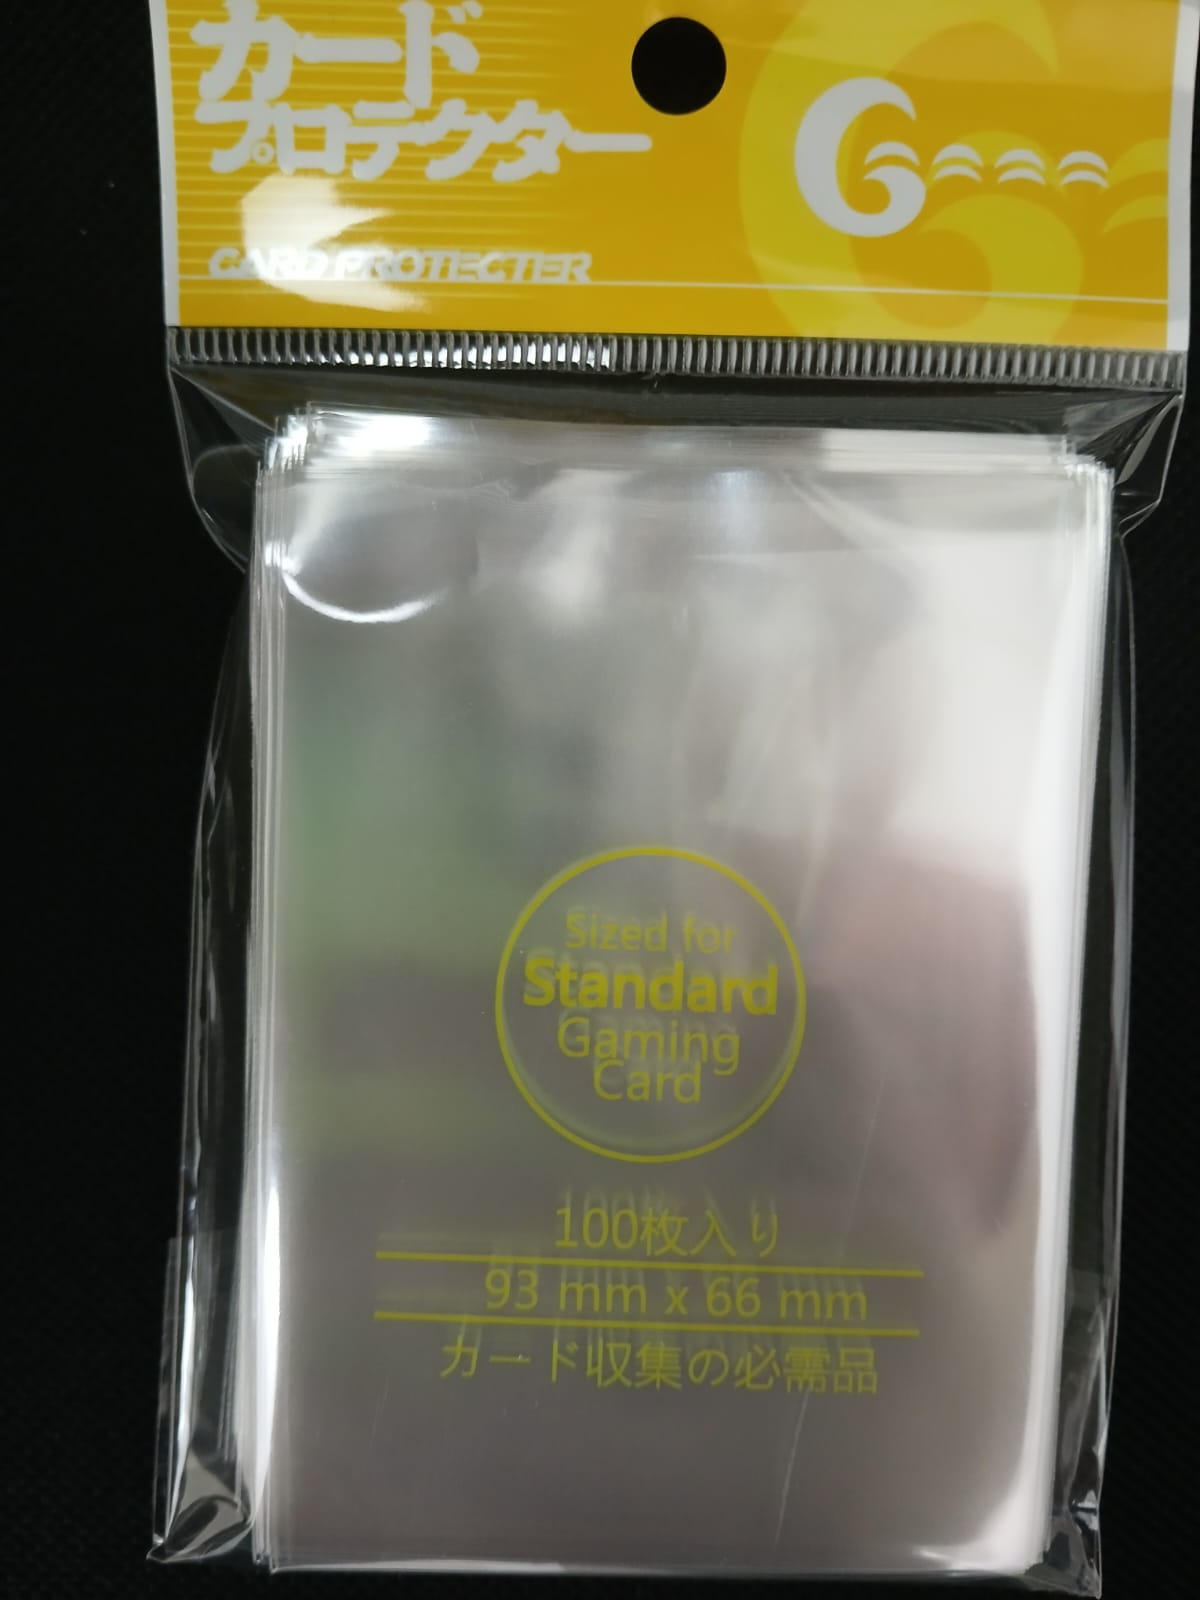 カード
プロテクター
CARD PROTECTER
Sized for
Standard
Gaming
Card
100枚入り
93 mm x 66 mm
カード収集の必需品